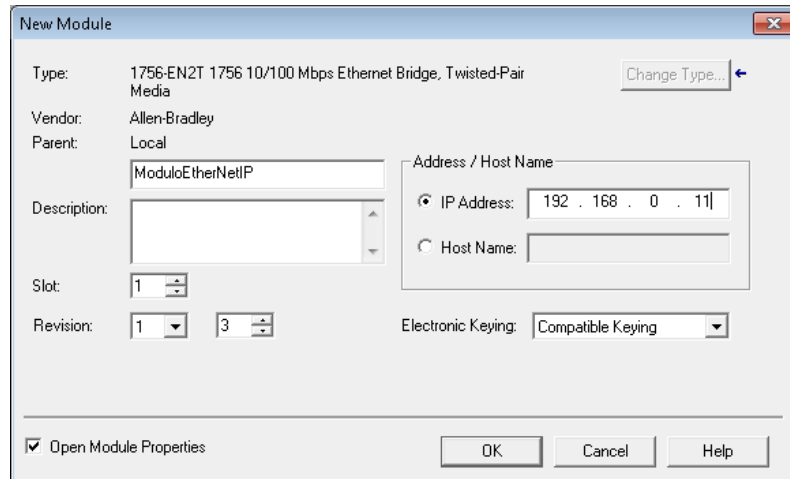 New Module
Type: 1756-EN2T 1756 10/100 Mbps Ethernet Bridge, Twisted-Pair
Media
Change Type...
Vendor: Allen-Bradley
Parent: Local
ModuloEtherNetIP
Address / Host Name
IP Address: 192 . 168 . 0 . 11
Description:
Host Name:
Slot: 1
Revision: 1 3 Electronic Keying: Compatible Keying
Open Module Properties OK Cancel Help